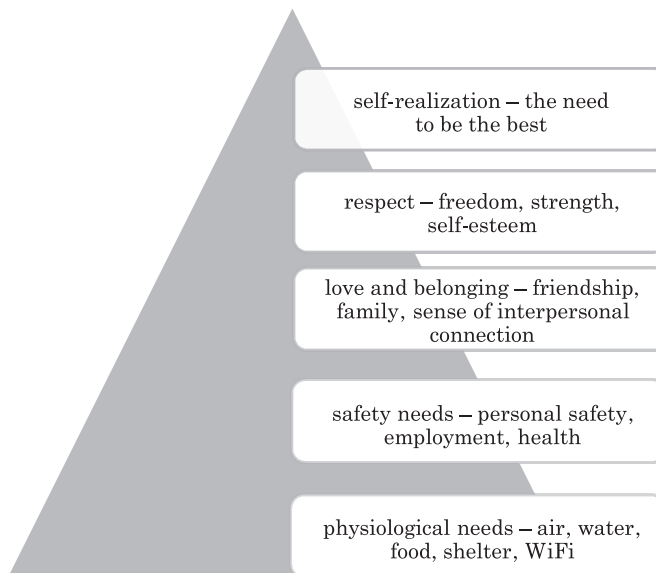 self-realization – the need
to be the best
respect – freedom, strength,
self-esteem
love and belonging – friendship,
family, sense of interpersonal
connection
safety needs – personal safety,
employment, health
physiological needs – air, water,
food, shelter, WiFi